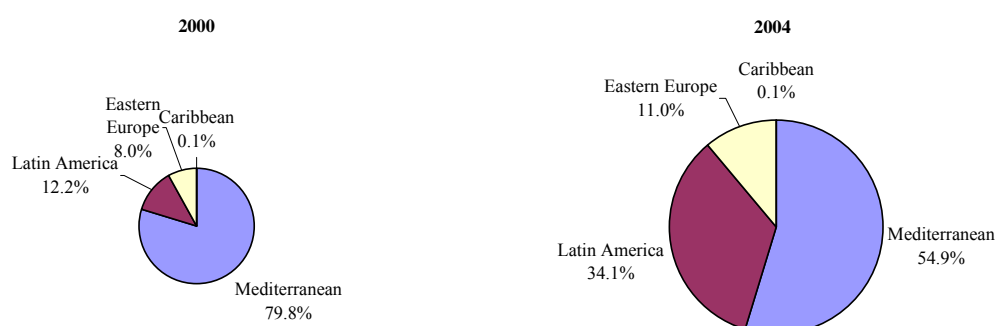 2000
Eastern
Europe
8.0%
Caribbean
0.1%
Latin America
12.2%
Mediterranean
79.8%
2004
Caribbean
0.1%
Eastern Europe
11.0%
Mediterranean
54.9%
Latin America
34.1%